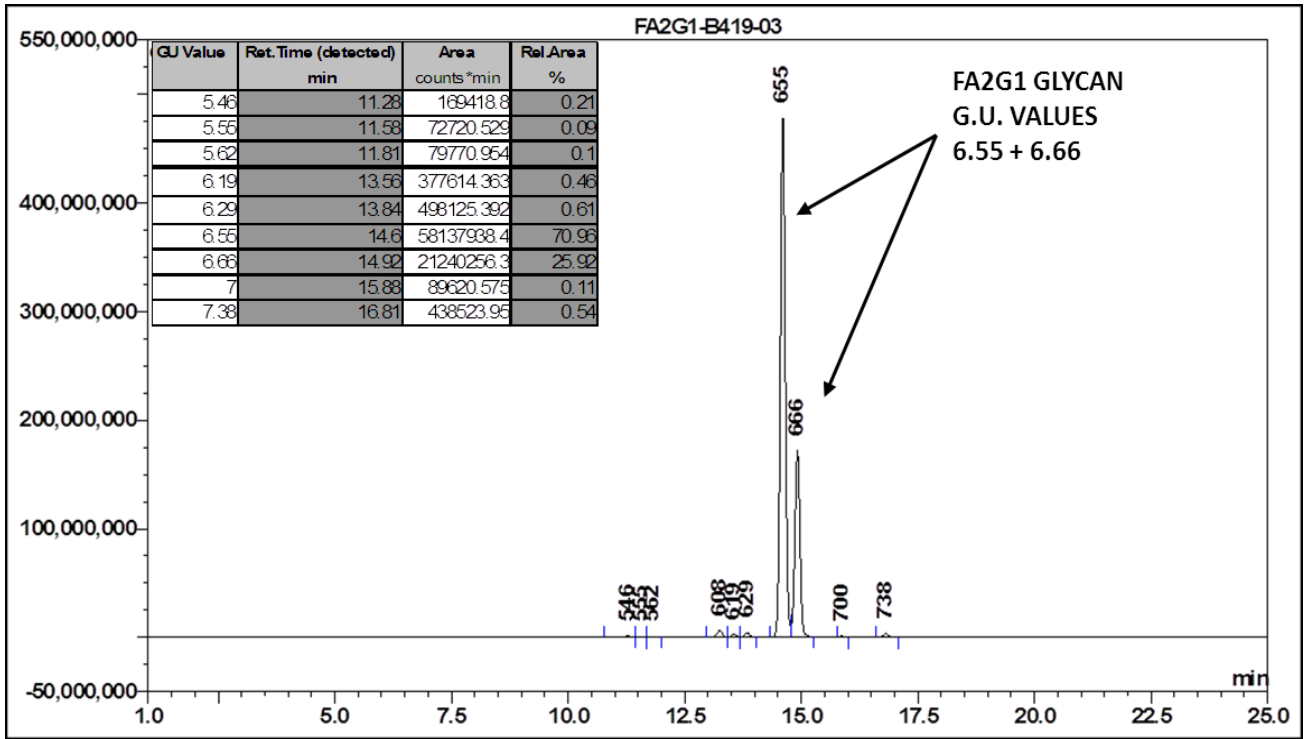 FA2G1-B419-03
550,000,000
400,000,000
300,000,000
200,000,000
100,000,000
-50,000,000
GU Value Ret.Time (detected) Area Rel.Area
min counts*min %
5.46 11.28 169418.8 0.21
5.55 11.58 72720.529 0.09
5.62 11.81 79770.954 0.1
6.19 13.56 377614.363 0.46
6.29 13.84 498125.392 0.61
6.55 14.6 58137938.4 70.96
6.66 14.92 21240256.3 25.92
7 15.88 89620.575 0.11
7.38 16.81 438523.95 0.54
FA2G1 GLYCAN
G.U. VALUES
6.55 + 6.66
655
666
546
555
562
608
619
629
700
738
min
1.0 5.0 7.5 10.0 12.5 15.0 17.5 20.0 22.5 25.0